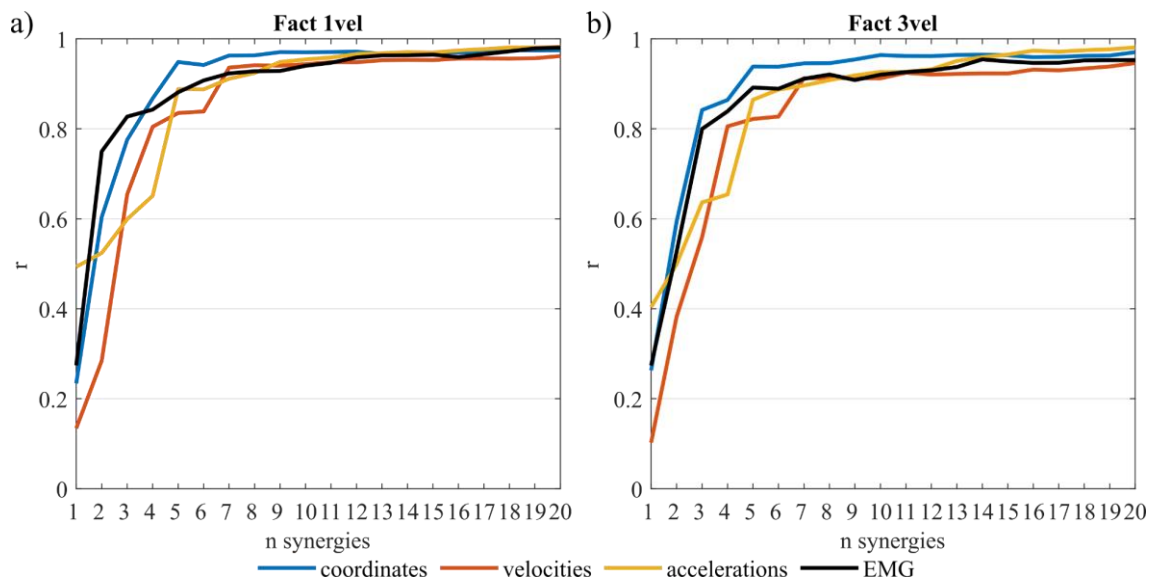 a)
Fact 1vel
1
0.8
0.6
0.4
0.2
0
r
1 2 3 4 5 6 7 8 9 10 11 12 13 14 15 16 17 18 19 20
n synergies
b)
Fact 3vel
1
0.8
0.6
0.4
0.2
0
r
1 2 3 4 5 6 7 8 9 10 11 12 13 14 15 16 17 18 19 20
n synergies
coordinates velocities accelerations EMG